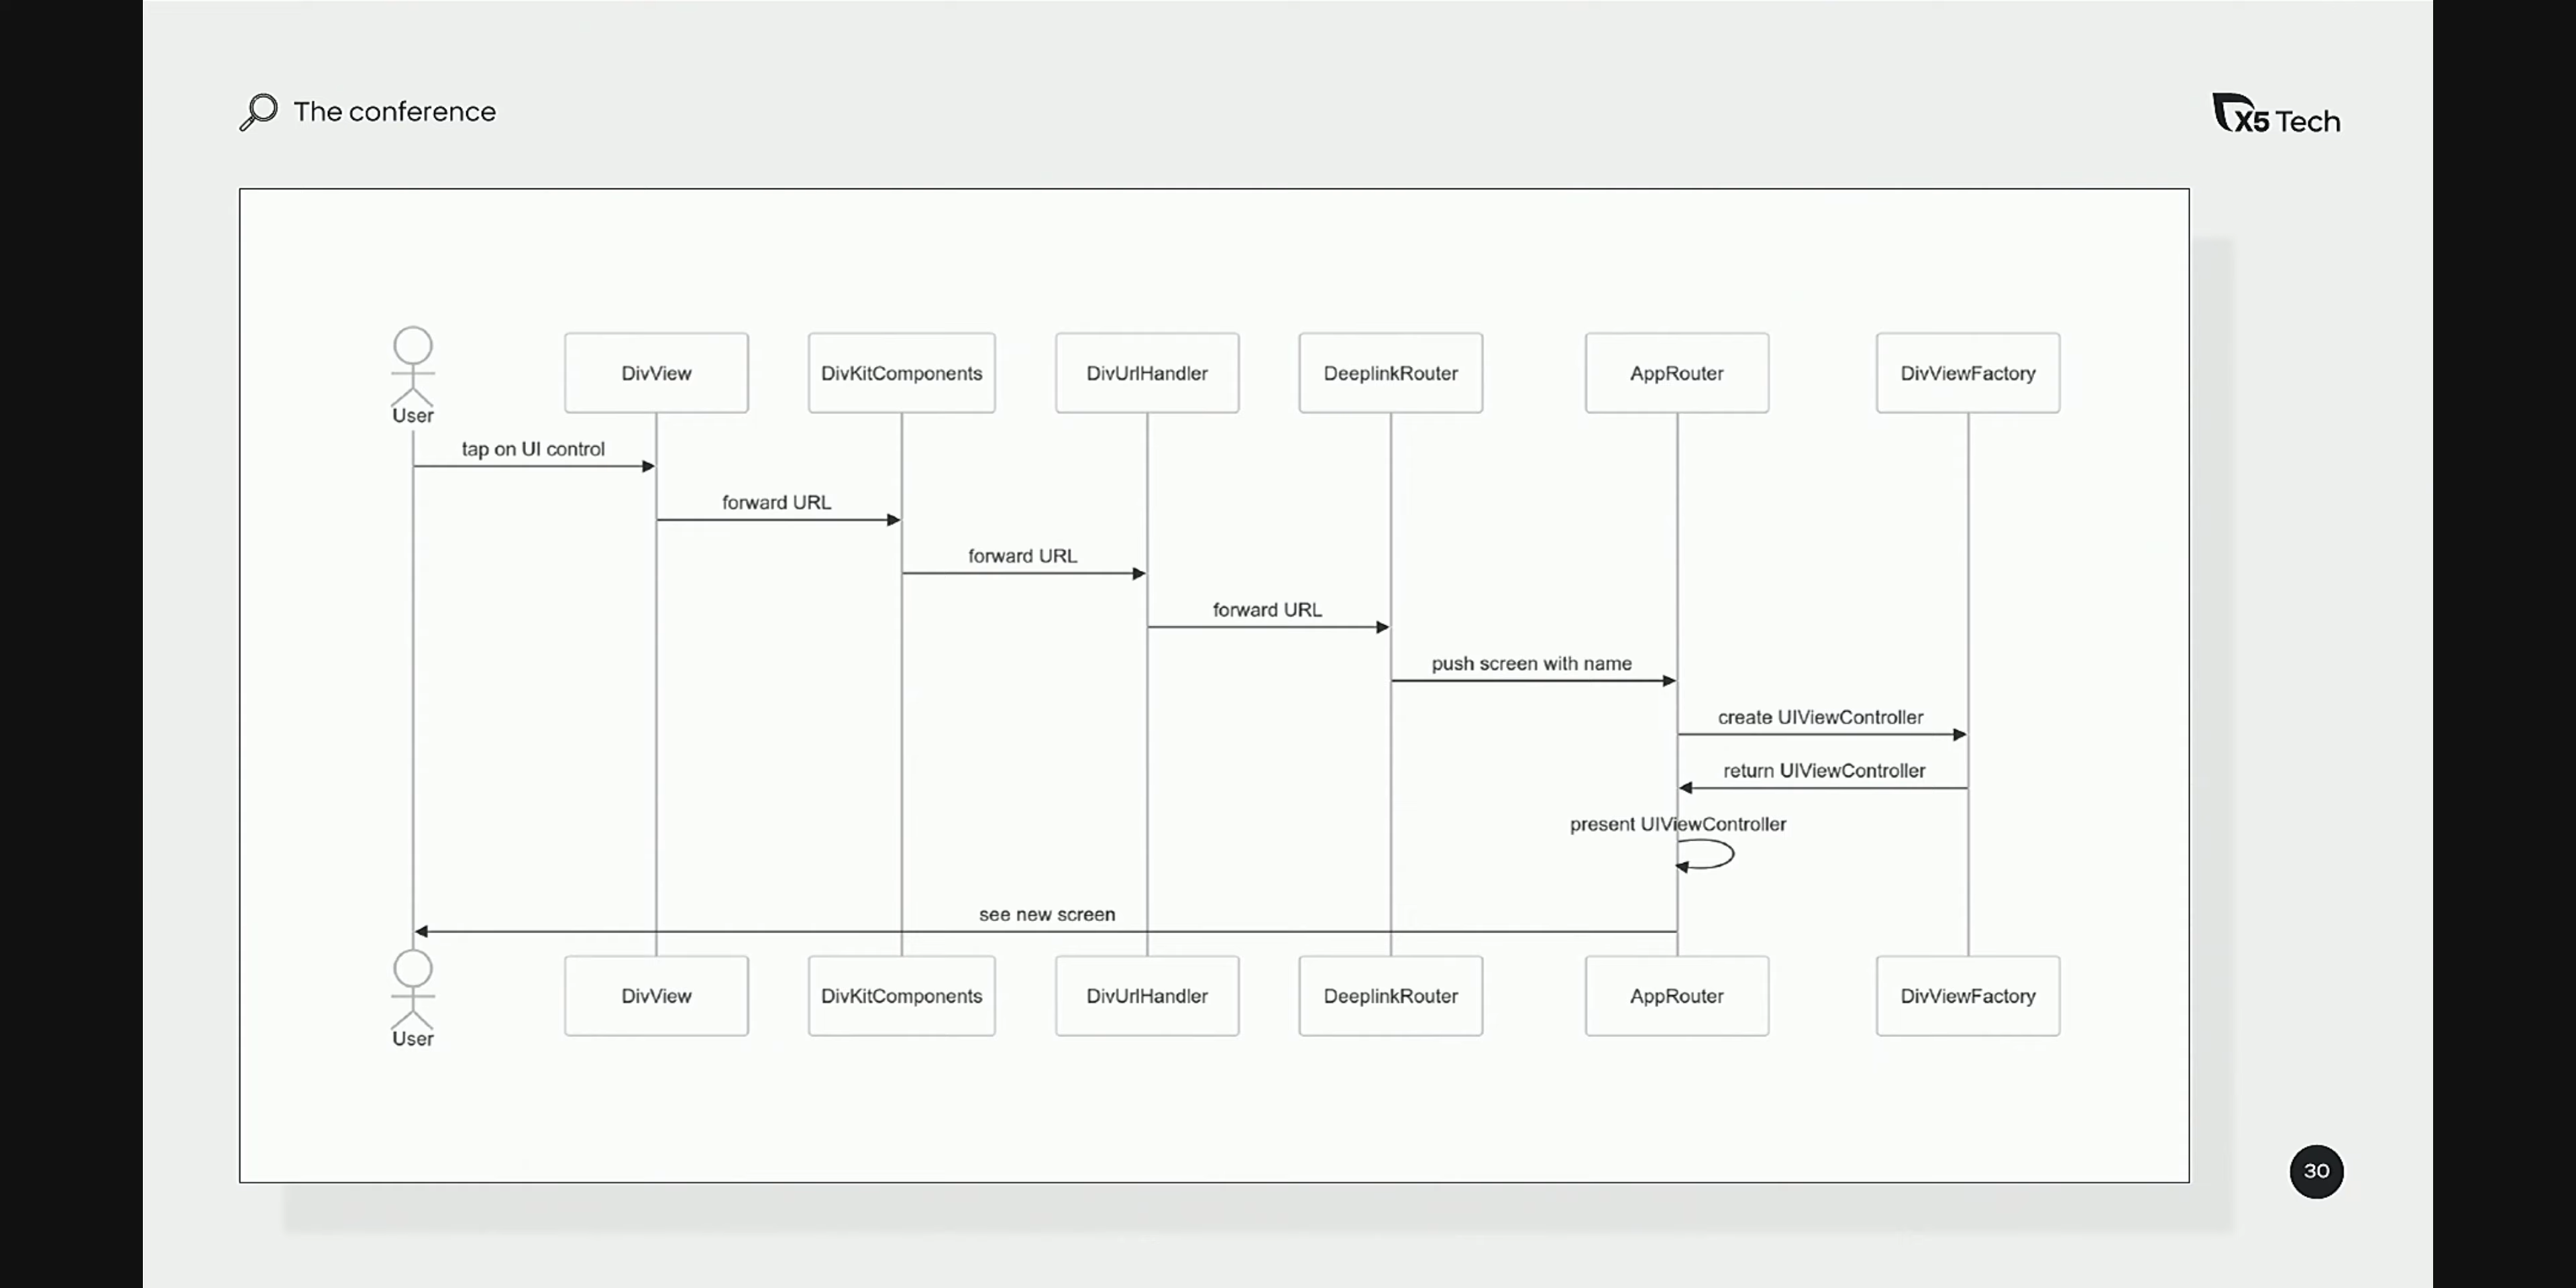 The conference
X5 Tech
User
DivView
DivKitComponents
DivUrlHandler
DeeplinkRouter
AppRouter
DivViewFactory
tap on UI control
forward URL
forward URL
forward URL
push screen with name
create UIViewController
return UIViewController
present UIViewController
see new screen
User
DivView
DivKitComponents
DivUrlHandler
DeeplinkRouter
AppRouter
DivViewFactory
30